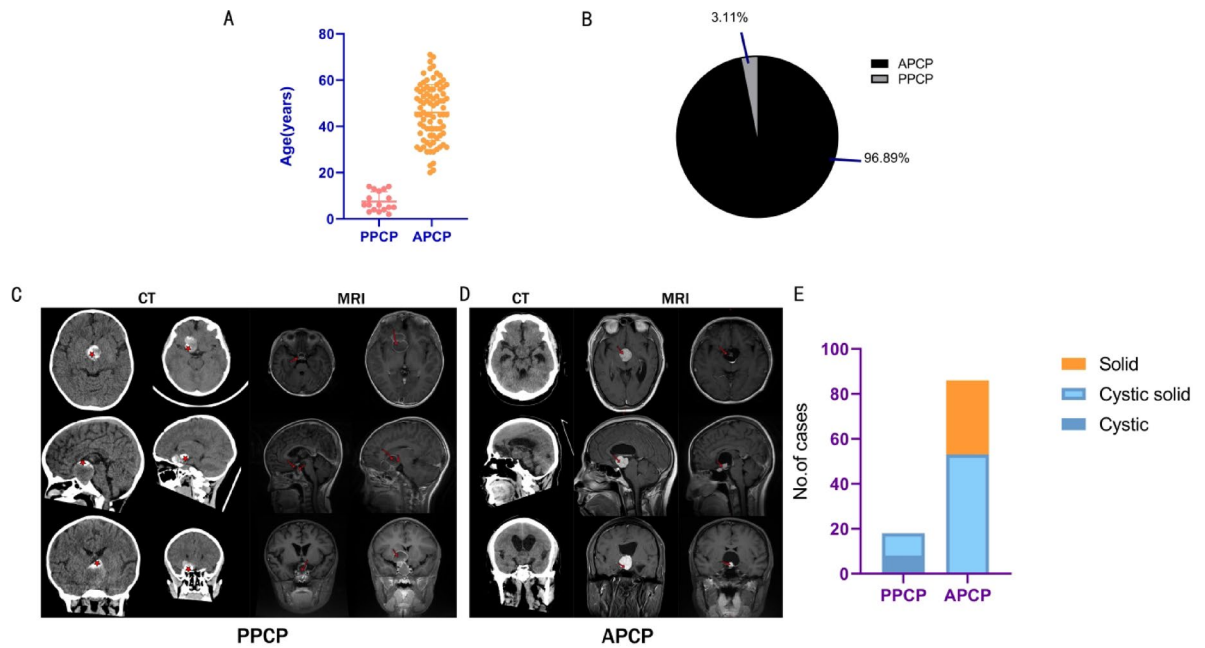 A
80
60
40
20
0
Age(years)
PPCP
APCP
B
3.11%
96.89%
APCP
PPCP
C
CT
MRI
PPCP
D
CT
MRI
APCP
E
100
80
60
40
20
0
No.of cases
PPCP
APCP
Solid
Cystic solid
Cystic